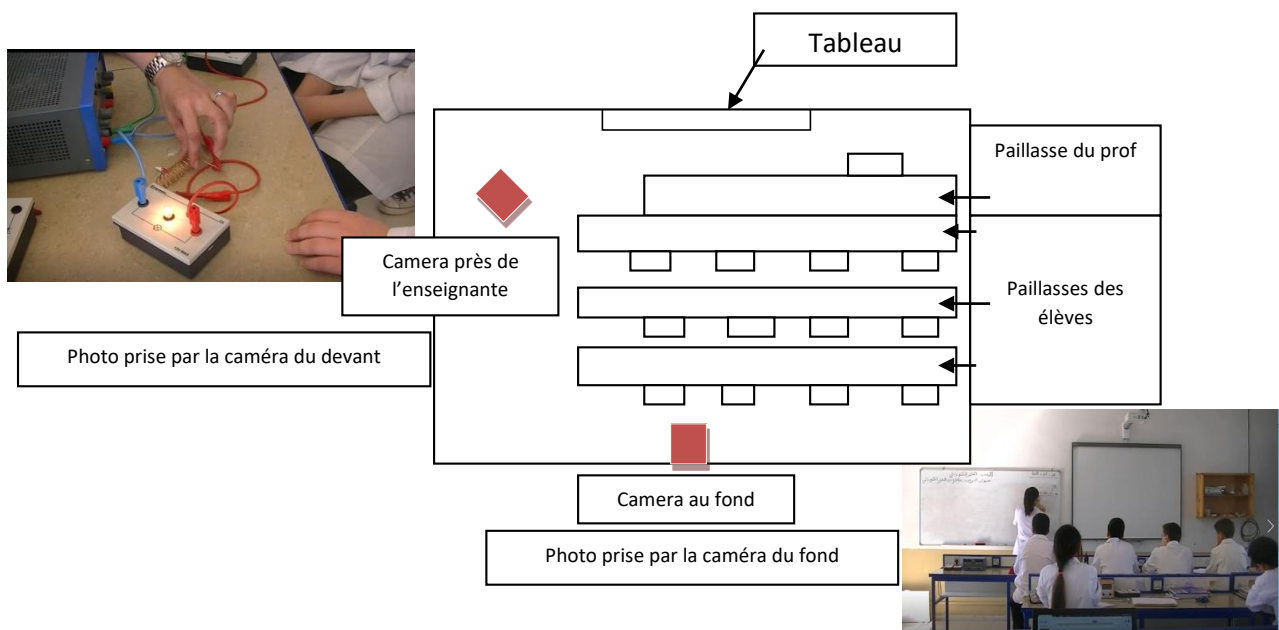 Tableau
Paillasse du prof
Camera près de
l’enseignante
Paillasses des
élèves
Photo prise par la caméra du devant
Camera au fond
Photo prise par la caméra du fond